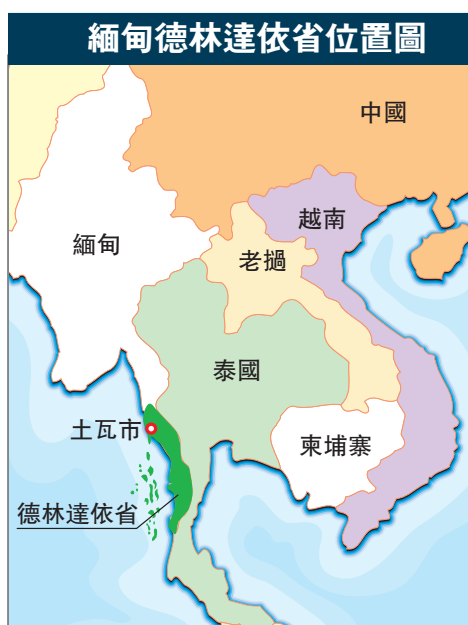 緬甸德林達依省位置圖
中國
越南
緬甸
老撾
泰國
土瓦市
柬埔寨
德林達依省